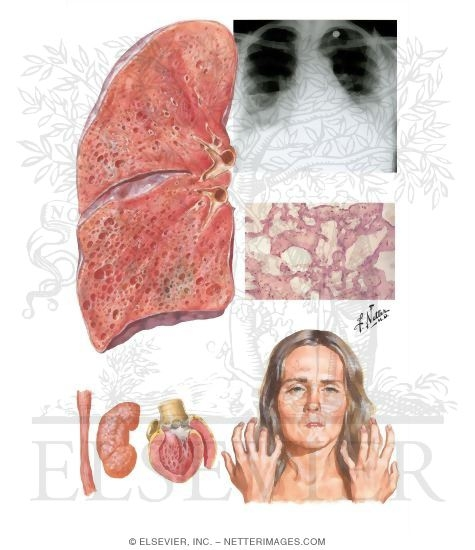 F. Netter
M.D.
ELSEVIER
© ELSEVIER, INC. – NETTERIMAGES.COM